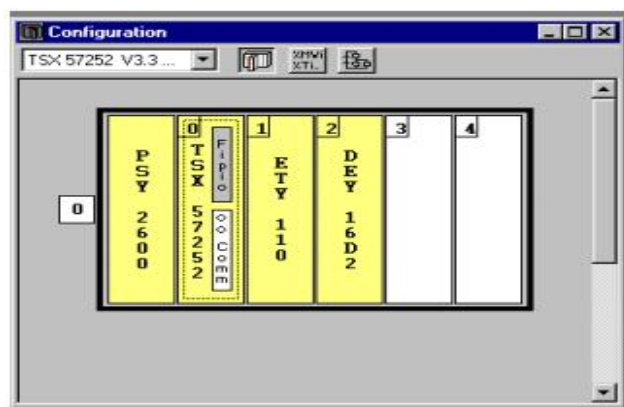 Configuration
TSX 57252 V3.3 ...
XMWi
XTi..
0
PSY 2600
0
TSX 57252
Fipio
Comm
1
ETY 110
2
DEY 16D2
3
4